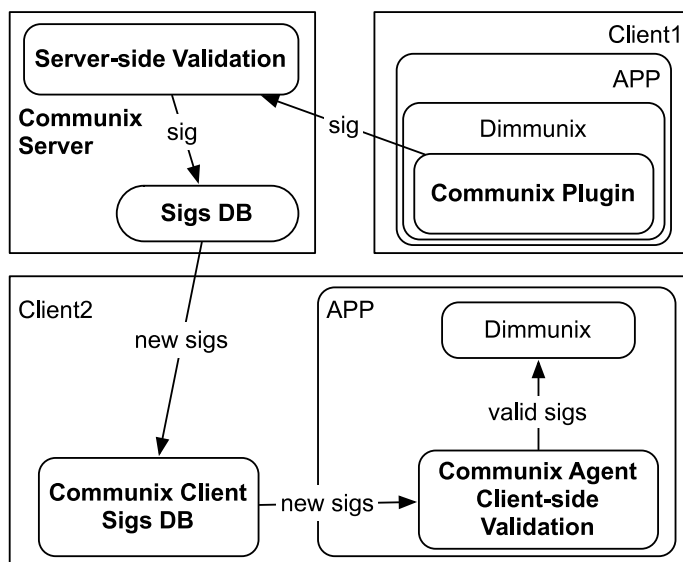 Server-side Validation
Communix
Server
sig
Sigs DB
Client1
APP
Dimmunix
Communix Plugin
sig
Client2
new sigs
Communix Client
Sigs DB
new sigs
APP
Dimmunix
valid sigs
Communix Agent
Client-side
Validation